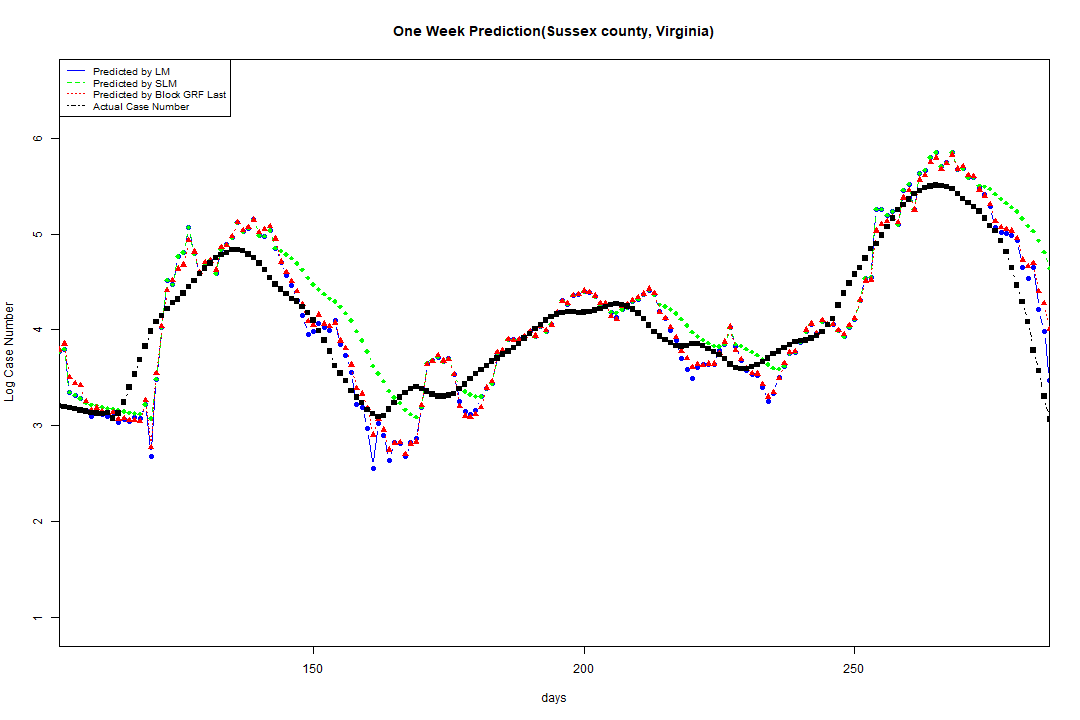 One Week Prediction(Sussex county, Virginia)
Predicted by LM
Predicted by SLM
Predicted by Block GRF Last
Actual Case Number
Log Case Number
6
5
4
3
2
1
150 200 250
days